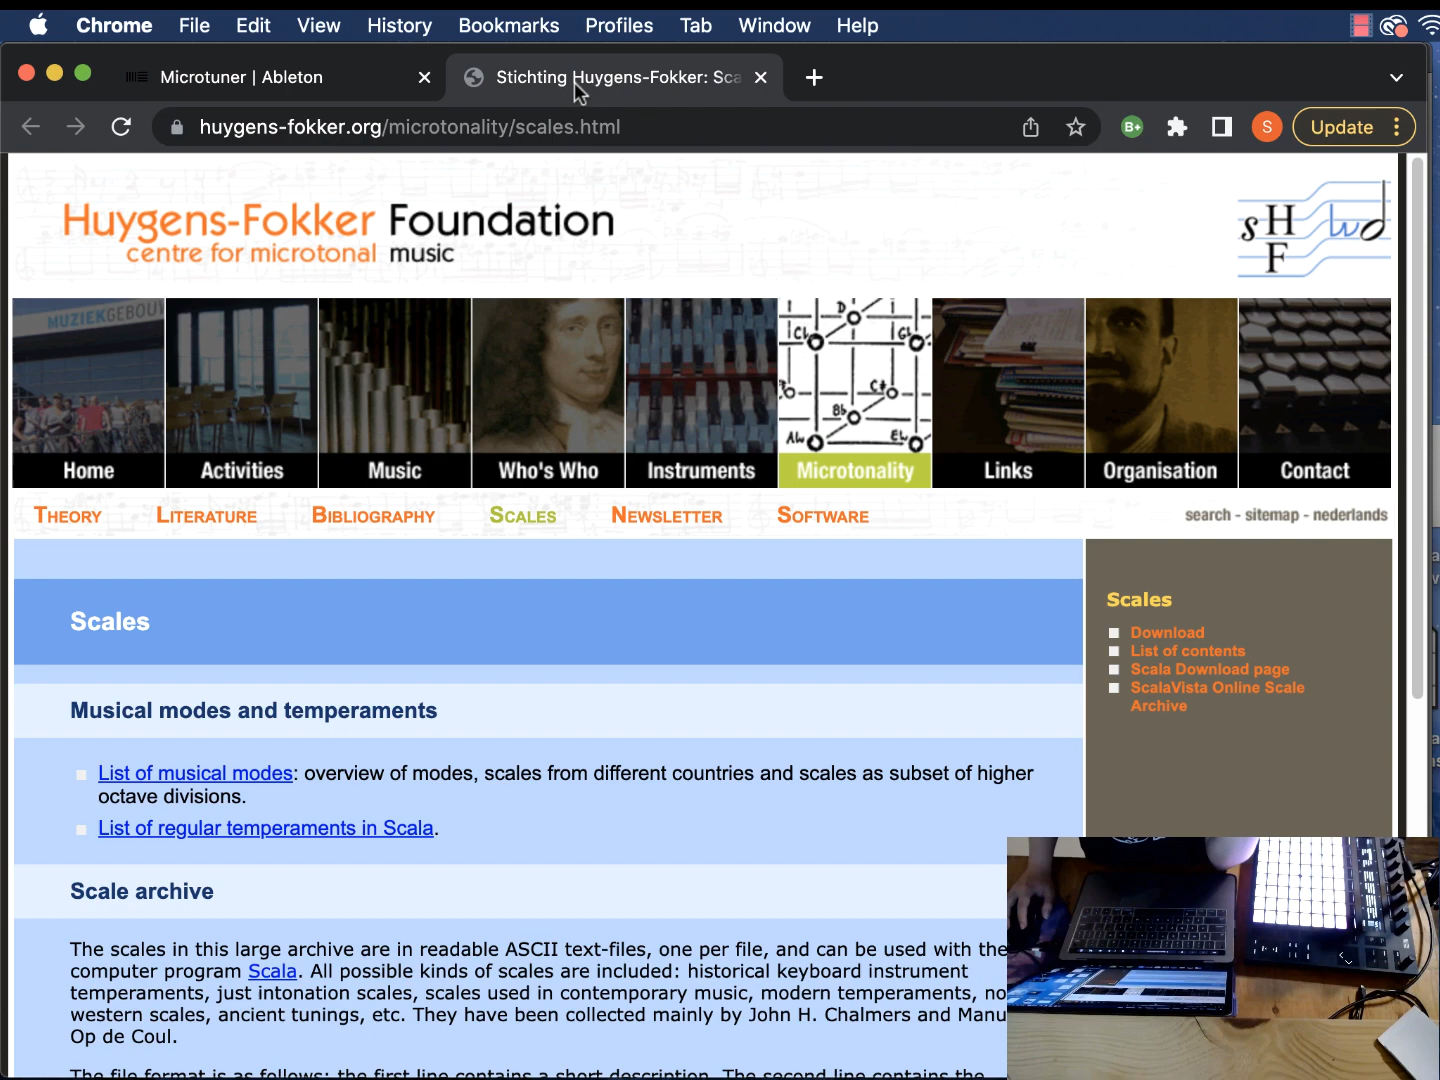 Chrome File Edit View History Bookmarks Profiles Tab Window Help
Microtuner | Ableton
Stichting Huygens-Fokker: Sca
huygens-fokker.org/microtonality/scales.html
B+
S
Update
Huygens-Fokker Foundation
centre for microtonal music
sHF
MUZIEKGEBOUW
Home Activities Music Who's Who Instruments Microtonality Links Organisation Contact
Theory Literature Bibliography Scales Newsletter Software
search - sitemap - nederlands
Scales
Musical modes and temperaments
List of musical modes: overview of modes, scales from different countries and scales as subset of higher
octave divisions.
List of regular temperaments in Scala.
Scale archive
The scales in this large archive are in readable ASCII text-files, one per file, and can be used with the
computer program Scala. All possible kinds of scales are included: historical keyboard instrument
temperaments, just intonation scales, scales used in contemporary music, modern temperaments, no
western scales, ancient tunings, etc. They have been collected mainly by John H. Chalmers and Manu
Op de Coul.
The file format is as follows: the first line contains a short description. The second line contains the
Scales
Download
List of contents
Scala Download page
ScalaVista Online Scale
Archive